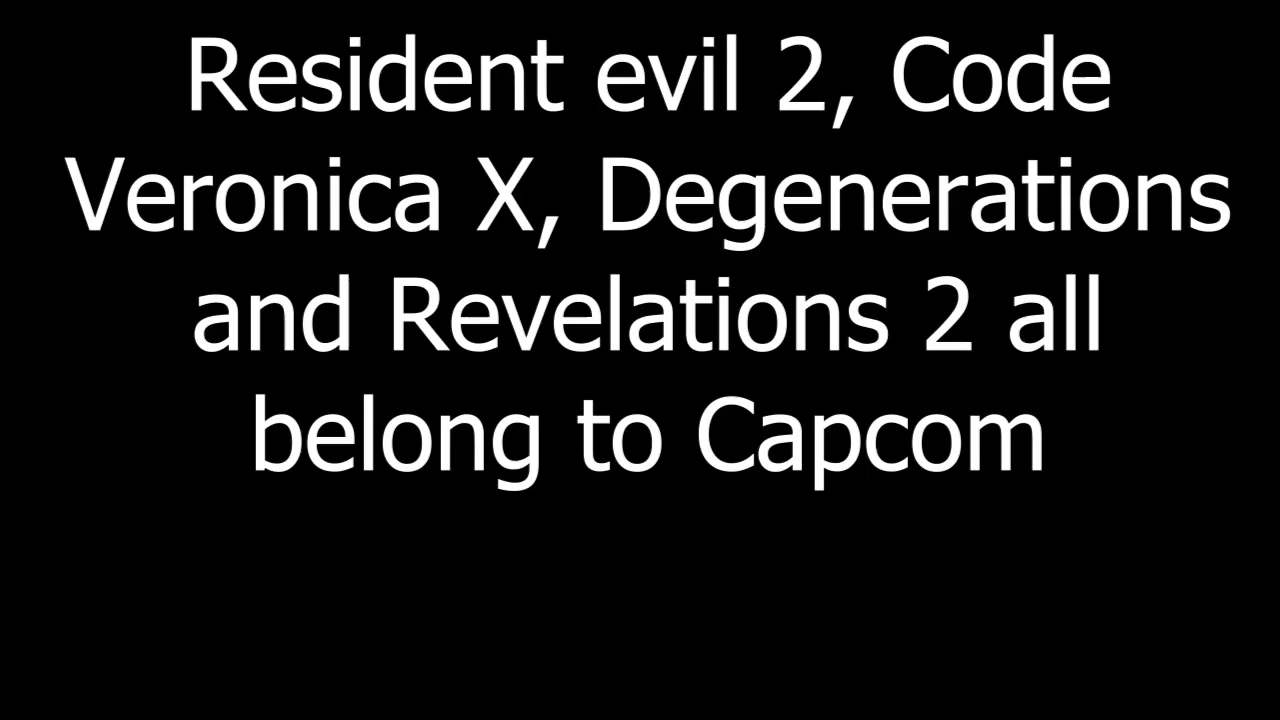 Resident evil 2, Code
Veronica X, Degenerations
and Revelations 2 all
belong to Capcom